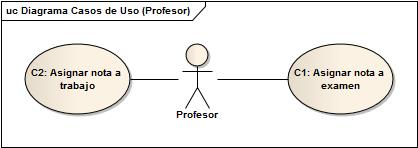 uc Diagrama Casos de Uso (Profesor)
C2: Asignar nota a
trabajo
Profesor
C1: Asignar nota a
examen